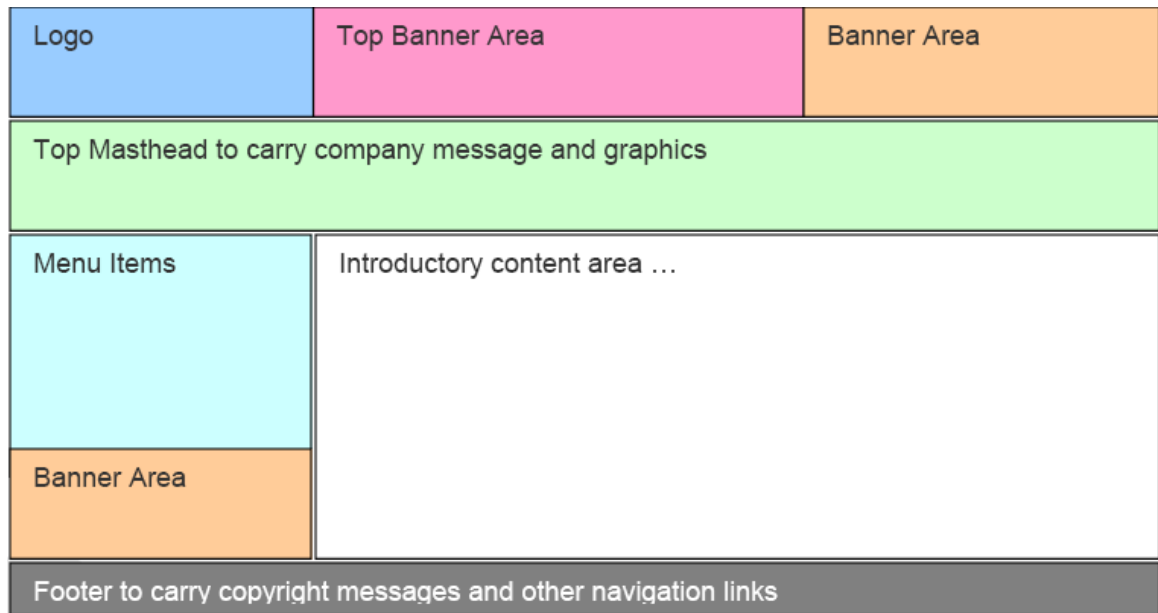 Logo
Top Banner Area
Banner Area
Top Masthead to carry company message and graphics
Menu Items
Introductory content area …
Banner Area
Footer to carry copyright messages and other navigation links